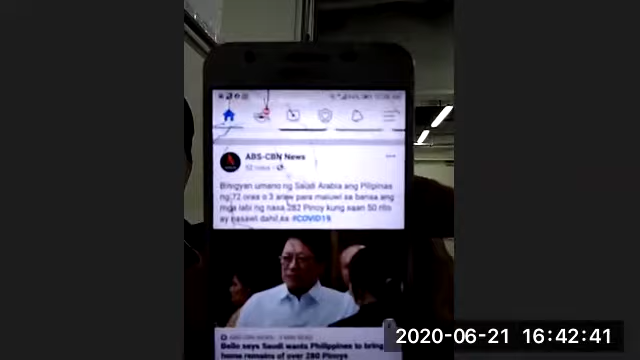 ABS-CBN News
Binigyan umano ng Saudi Arabia ang Pilipinas
ng 72 oras o 3 araw para maiuwi sa bansa ang
mga labi ng nasa 282 Pinoy kung saan 50 rito
ay nasawi dahil sa #COVID19.
Bello says Saudi wants Philippines to bring
home remains of over 280 Pinoys
2020-06-21 16:42:41